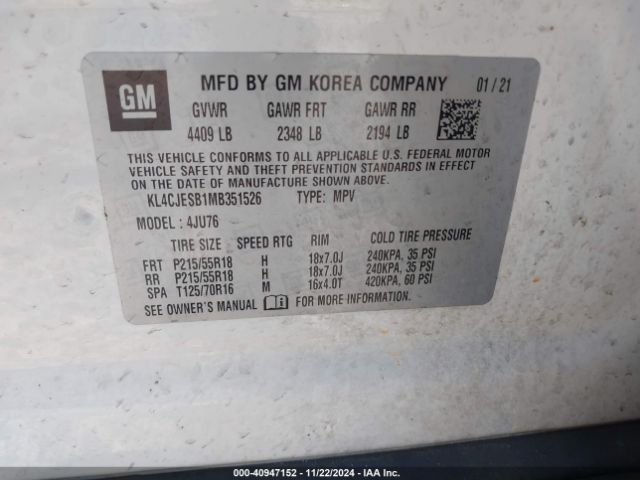 GM
MFD BY GM KOREA COMPANY 01/21
GVWR GAWR FRT GAWR RR
4409 LB 2348 LB 2194 LB
THIS VEHICLE CONFORMS TO ALL APPLICABLE U.S. FEDERAL MOTOR
VEHICLE SAFETY AND THEFT PREVENTION STANDARDS IN EFFECT
ON THE DATE OF MANUFACTURE SHOWN ABOVE.
KL4CJESB1MB351526 TYPE: MPV
MODEL : 4JU76
TIRE SIZE SPEED RTG RIM COLD TIRE PRESSURE
FRT P215/55R18 H 18x7.0J 240KPA, 35 PSI
RR P215/55R18 H 18x7.0J 240KPA, 35 PSI
SPA T125/70R16 M 16x4.0T 420KPA, 60 PSI
SEE OWNER'S MANUAL FOR MORE INFORMATION.
000-40947152 - 11/22/2024 - IAA Inc.